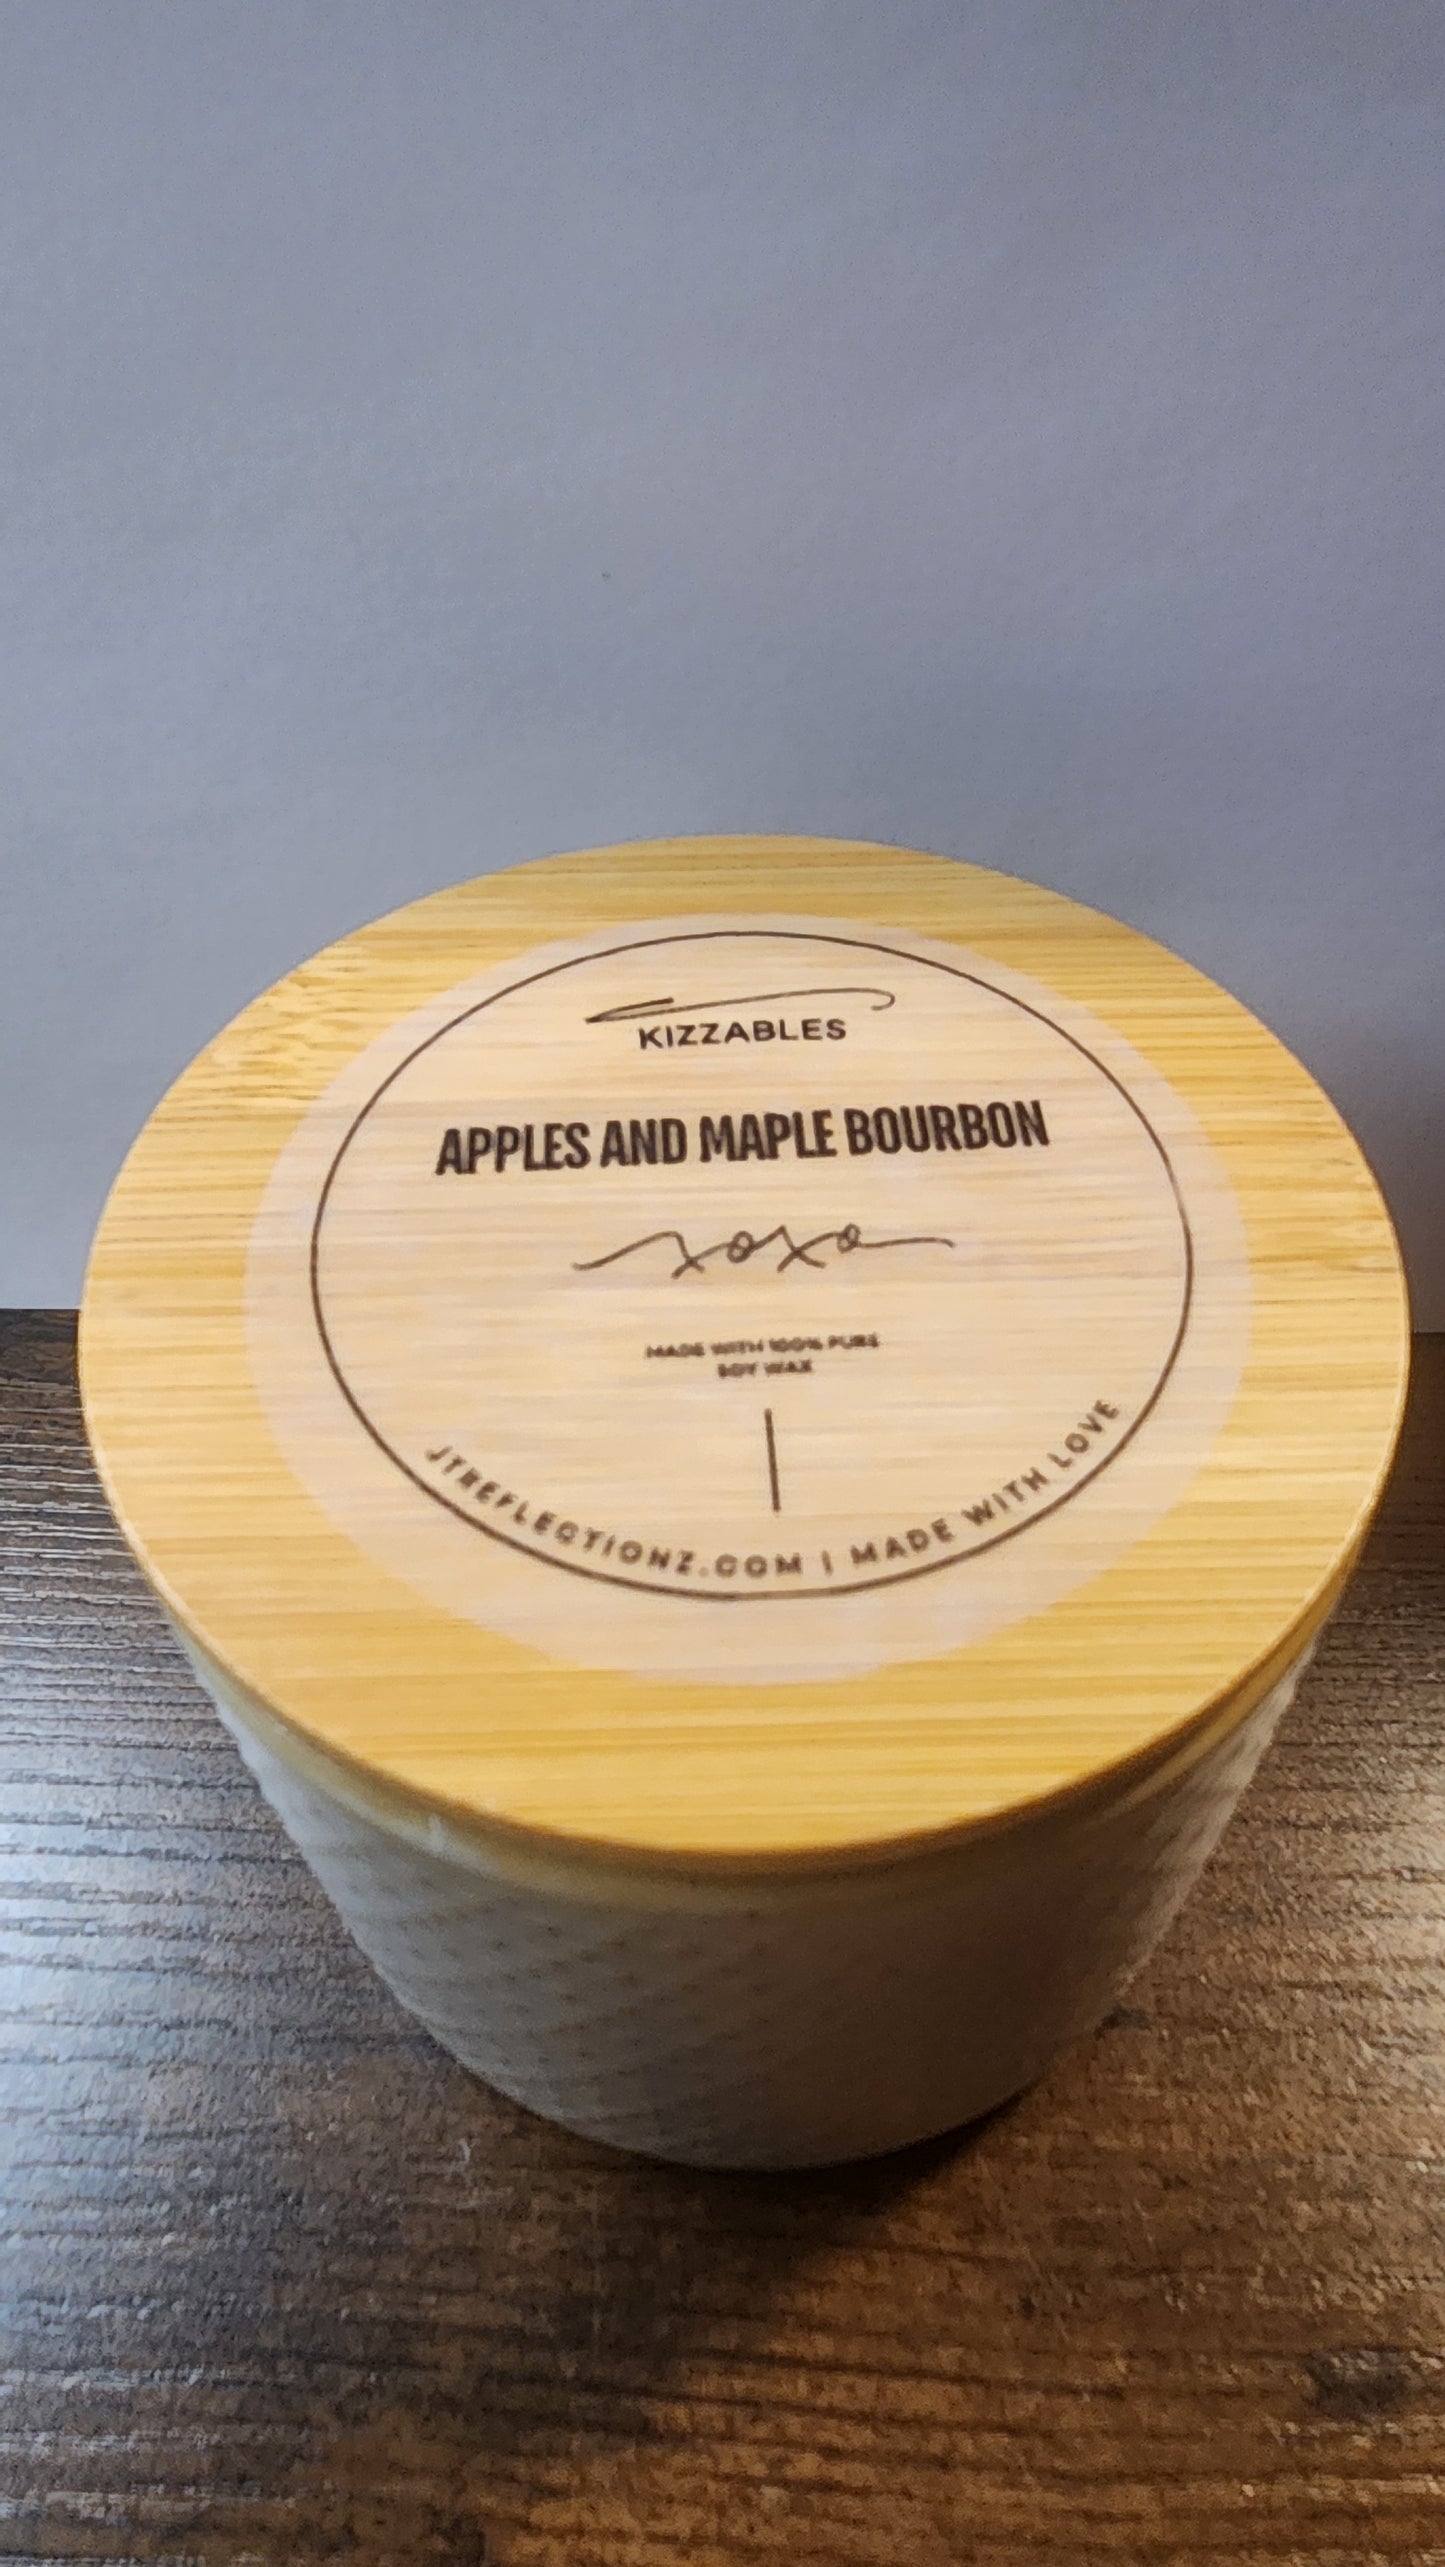 KIZZABLES
APPLES AND MAPLE BOURBON
xoxo
MADE WITH 100% PURE
SOY WAX
JTREFLECTIONZ.COM | MADE WITH LOVE